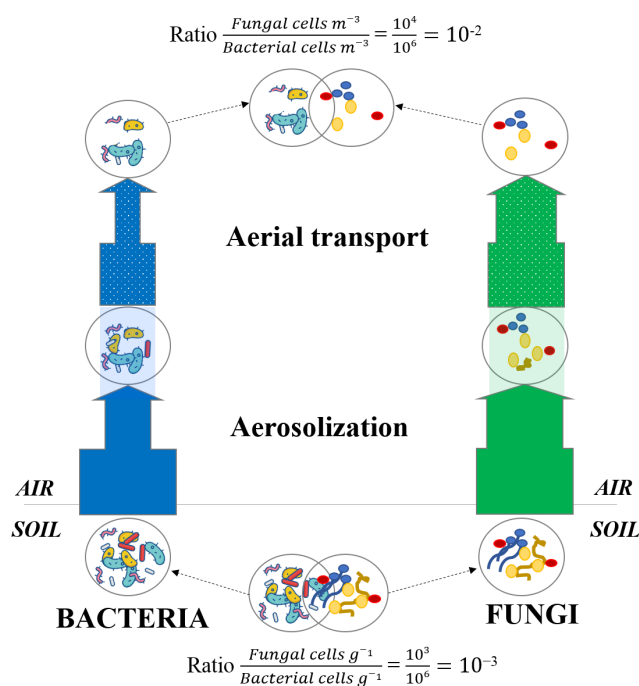 Ratio Fungal cells m⁻³ / Bacterial cells m⁻³ = 10⁴ / 10⁶ = 10⁻²
Aerial transport
Aerosolization
AIR AIR
SOIL SOIL
BACTERIA FUNGI
Ratio Fungal cells g⁻¹ / Bacterial cells g⁻¹ = 10³ / 10⁶ = 10⁻³